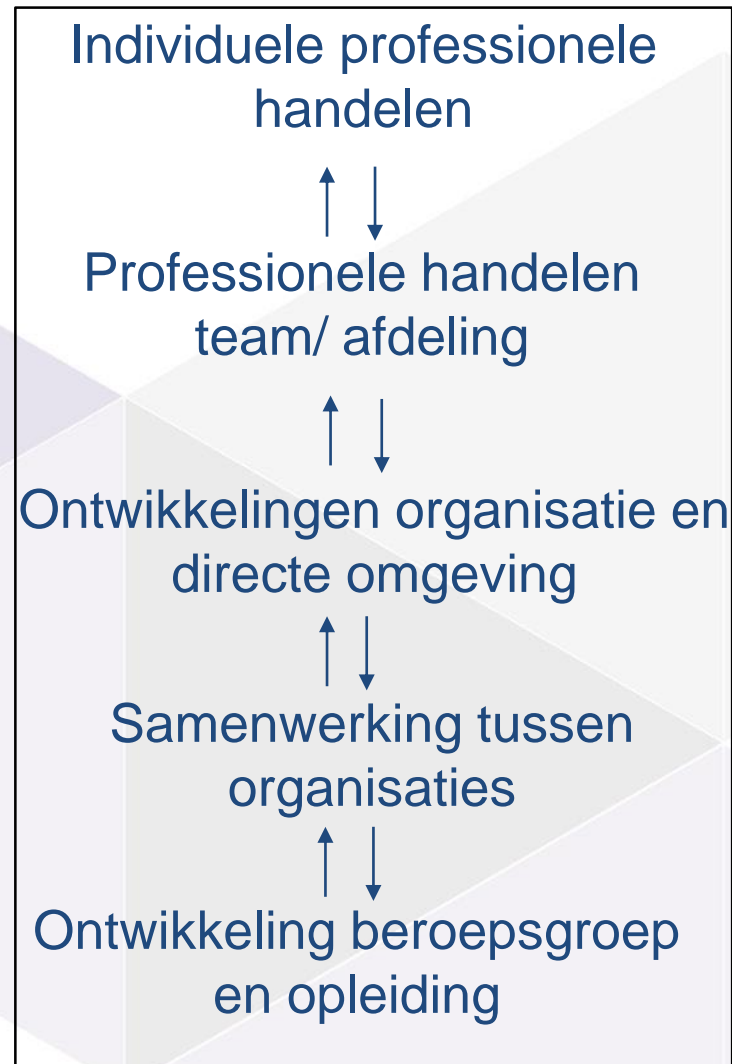 Individuele professionele
handelen
Professionele handelen
team/ afdeling
Ontwikkelingen organisatie en
directe omgeving
Samenwerking tussen
organisaties
Ontwikkeling beroepsgroep
en opleiding